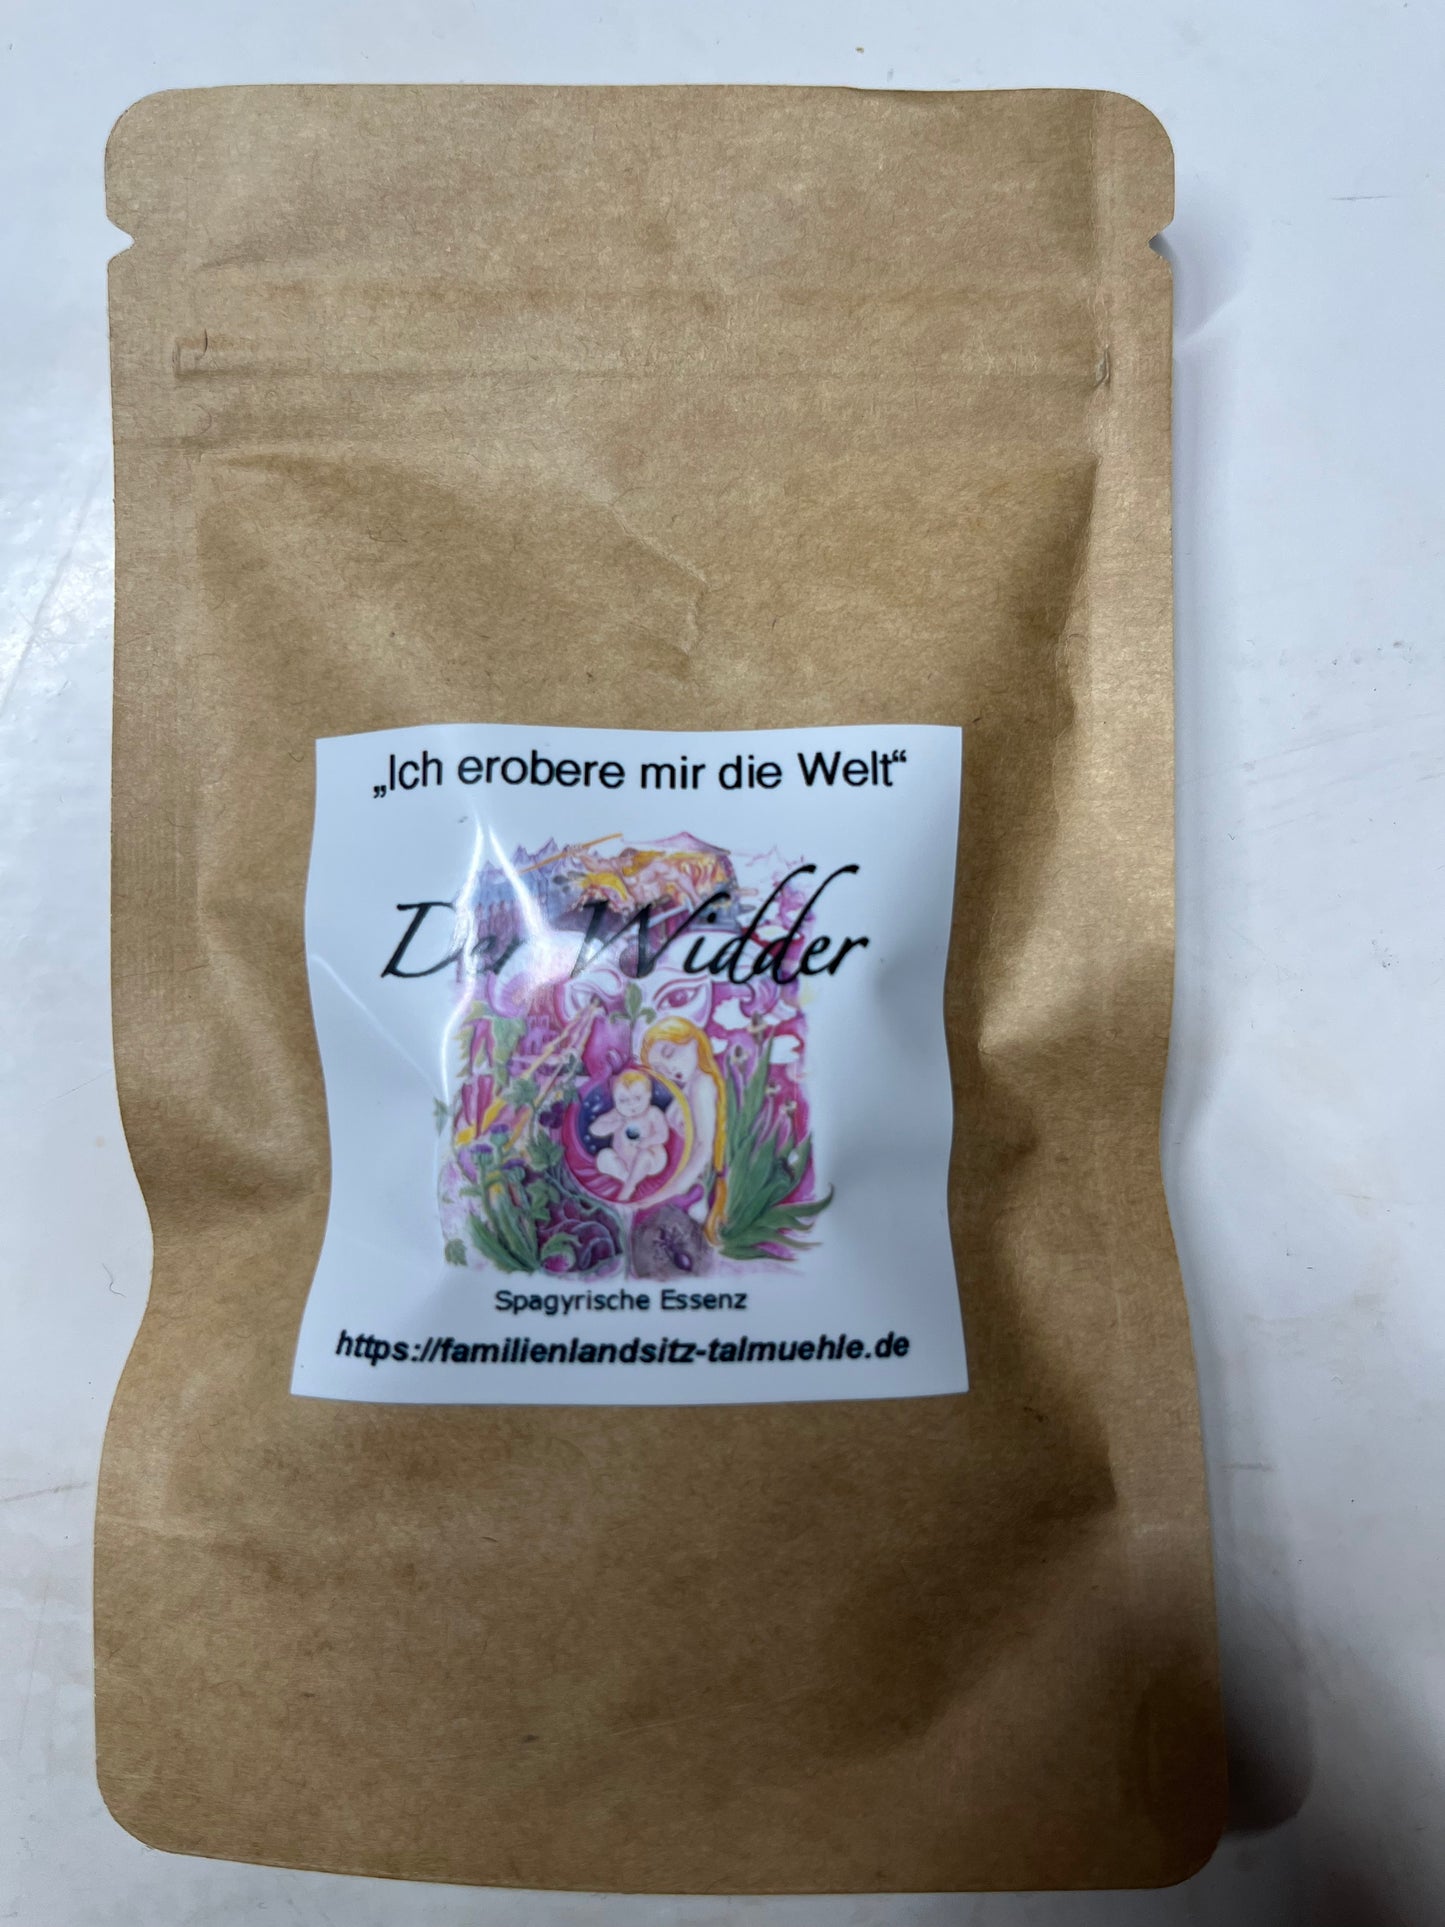 „Ich erobere mir die Welt“
Der Widder
Spagyrische Essenz
https://familienlandsitz-talmuehle.de